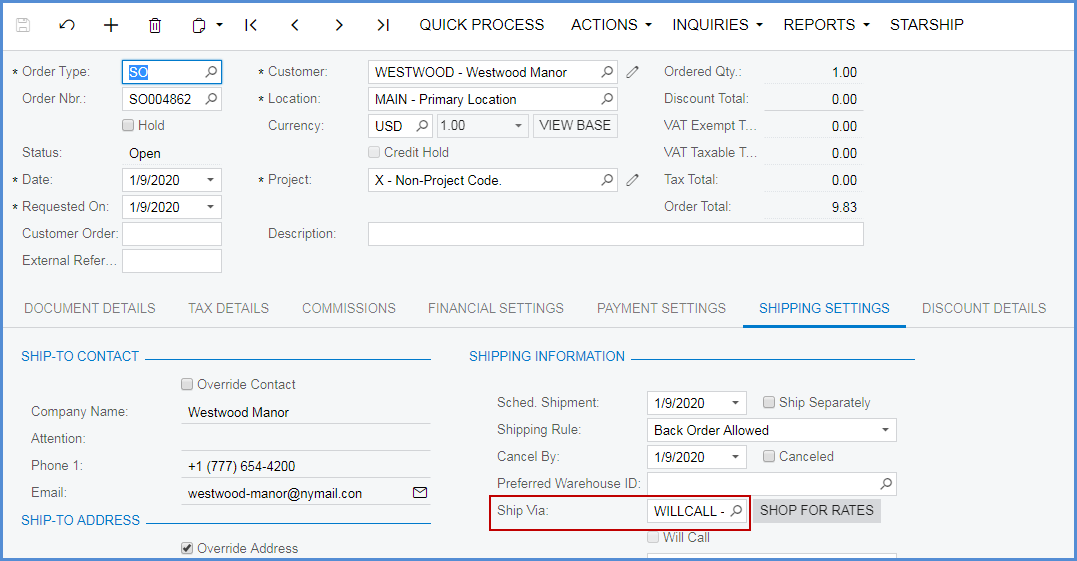 QUICK PROCESS ACTIONS INQUIRIES REPORTS STARSHIP
* Order Type: SO * Customer: WESTWOOD - Westwood Manor Ordered Qty.: 1.00
Order Nbr.: SO004862 * Location: MAIN - Primary Location Discount Total: 0.00
Hold Currency: USD 1.00 VIEW BASE VAT Exempt T... 0.00
Status: Open Credit Hold VAT Taxable T... 0.00
* Date: 1/9/2020 * Project: X - Non-Project Code. Tax Total: 0.00
* Requested On: 1/9/2020 Order Total: 9.83
Customer Order: Description:
External Refer...
DOCUMENT DETAILS TAX DETAILS COMMISSIONS FINANCIAL SETTINGS PAYMENT SETTINGS SHIPPING SETTINGS DISCOUNT DETAILS
SHIP-TO CONTACT SHIPPING INFORMATION
Override Contact Sched. Shipment: 1/9/2020 Ship Separately
Company Name: Westwood Manor Shipping Rule: Back Order Allowed
Attention: Cancel By: 1/9/2020 Canceled
Phone 1: +1 (777) 654-4200 Preferred Warehouse ID:
Email: westwood-manor@nymail.con Ship Via: WILLCALL - SHOP FOR RATES
SHIP-TO ADDRESS Will Call
Override Address